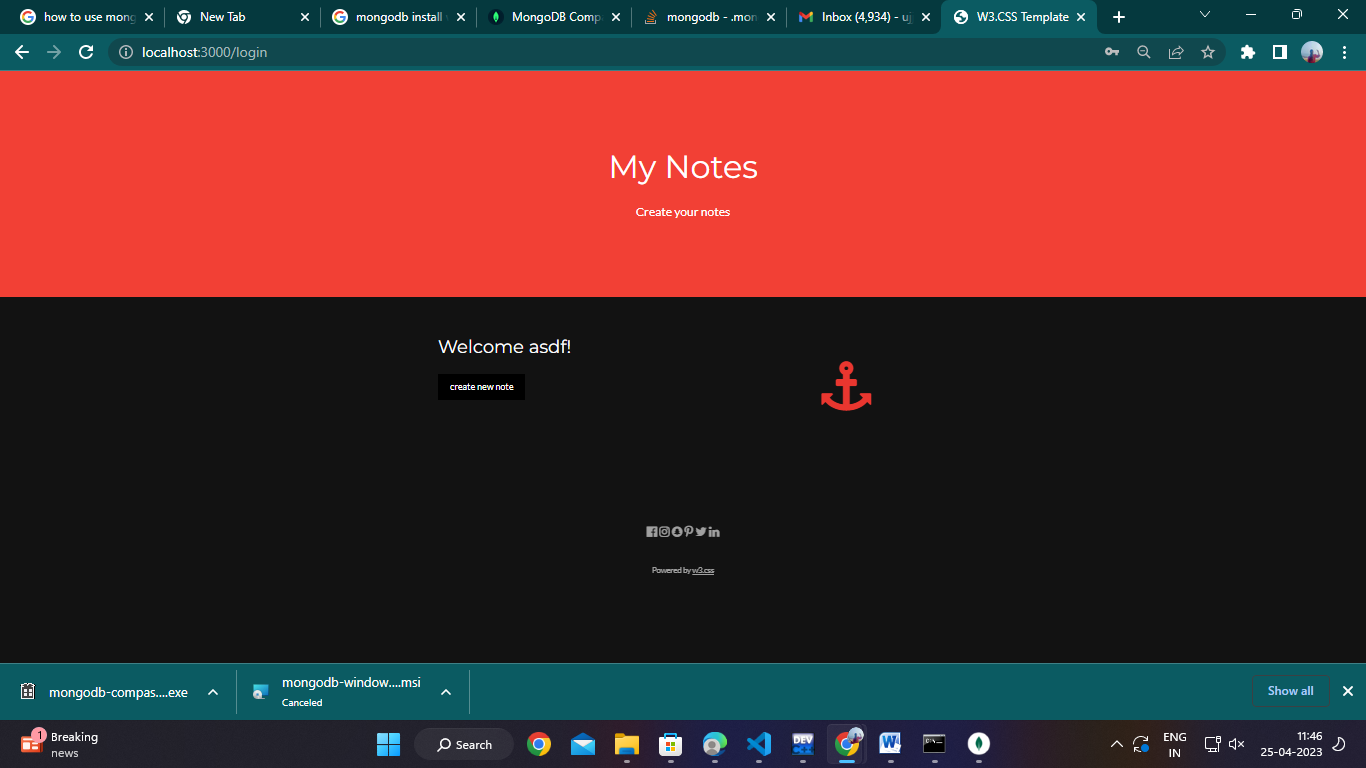 how to use mong
New Tab
mongodb install
MongoDB Comp
mongodb - .mon
Inbox (4,934) - uj
W3.CSS Template
localhost:3000/login
My Notes
Create your notes
Welcome asdf!
create new note
Powered by w3.css
mongodb-compas....exe
mongodb-window....msi
Canceled
Show all
1
Breaking
news
Search
DEV
ENG
IN
11:46
25-04-2023